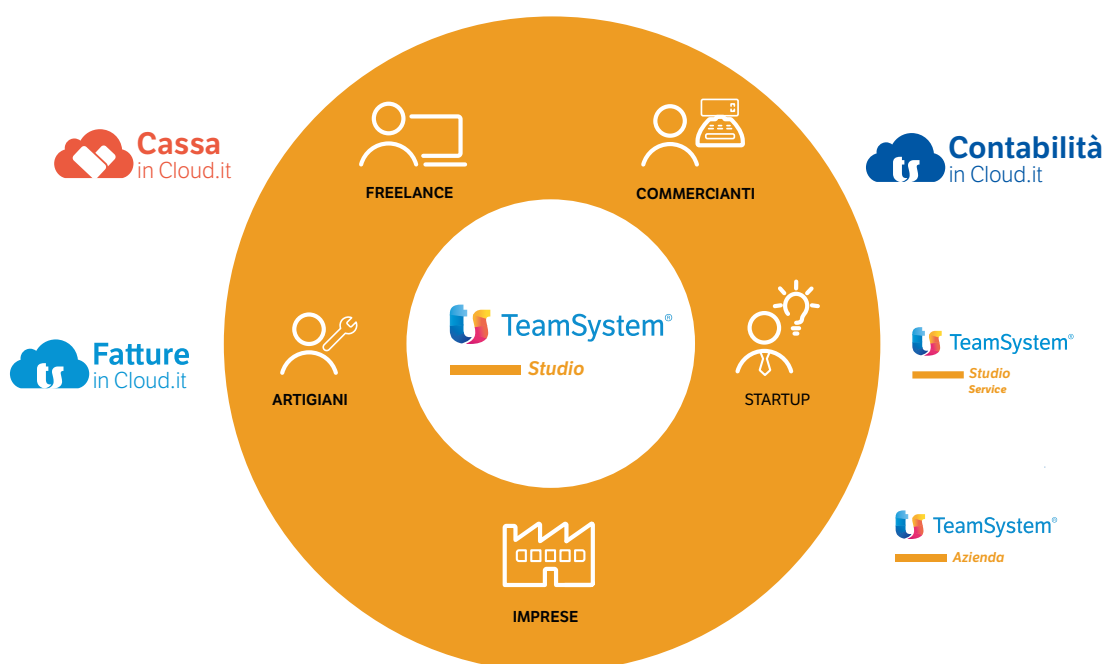 Cassa
in Cloud.it
FREELANCE
COMMERCIANTI
Contabilità
in Cloud.it
TeamSystem®
Studio
Fatture
in Cloud.it
ARTIGIANI
STARTUP
TeamSystem®
Studio
Service
TeamSystem®
Azienda
IMPRESE